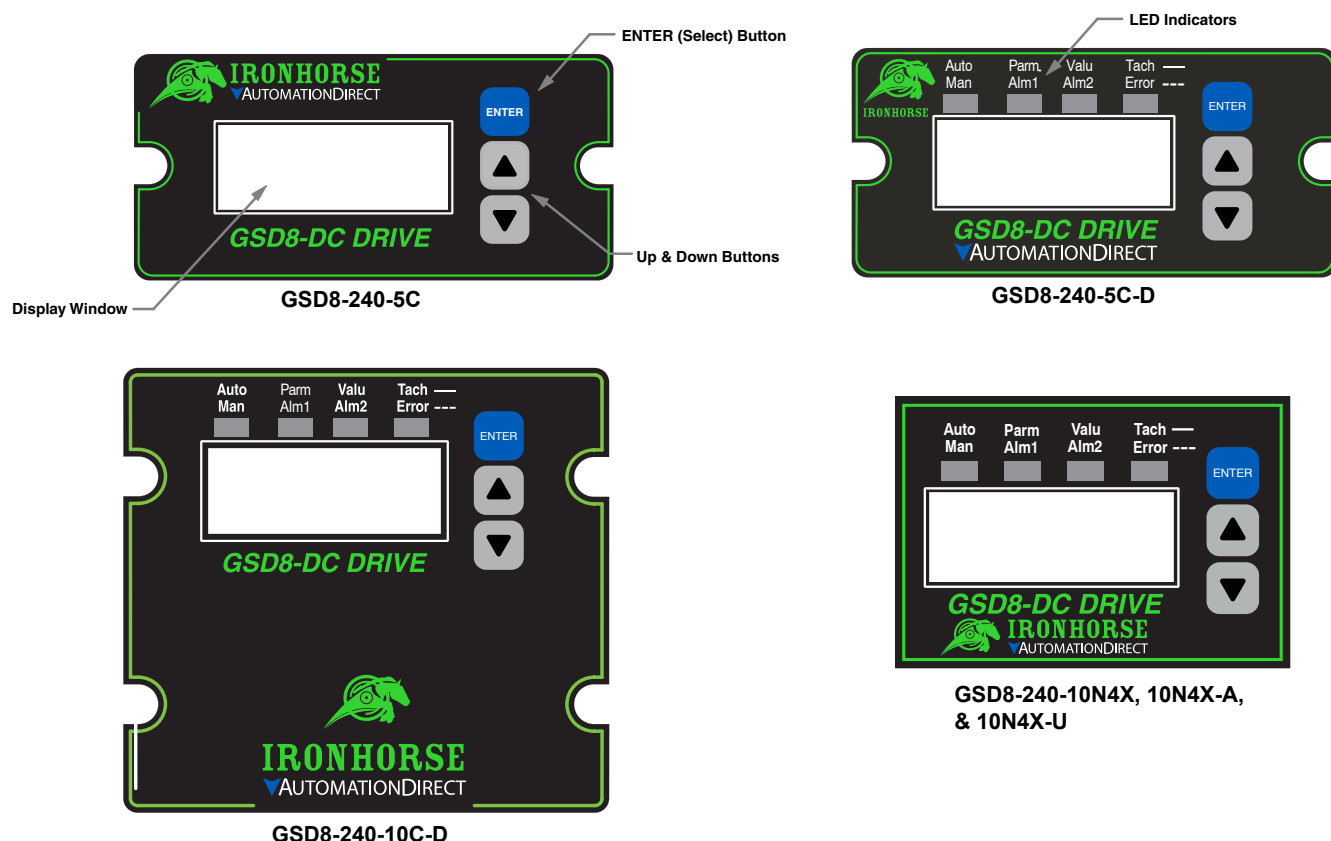 ENTER (Select) Button
IRONHORSE
AUTOMATIONDIRECT
ENTER
GSD8-DC DRIVE
Up & Down Buttons
Display Window
GSD8-240-5C
LED Indicators
Auto Parm. Valu Tach —
Man Alm1 Alm2 Error ---
IRONHORSE
ENTER
GSD8-DC DRIVE
AUTOMATIONDIRECT
GSD8-240-5C-D
Auto Parm Valu Tach —
Man Alm1 Alm2 Error ---
ENTER
GSD8-DC DRIVE
IRONHORSE
AUTOMATIONDIRECT
GSD8-240-10C-D
Auto Parm Valu Tach —
Man Alm1 Alm2 Error ---
ENTER
GSD8-DC DRIVE
IRONHORSE
AUTOMATIONDIRECT
GSD8-240-10N4X, 10N4X-A,
& 10N4X-U